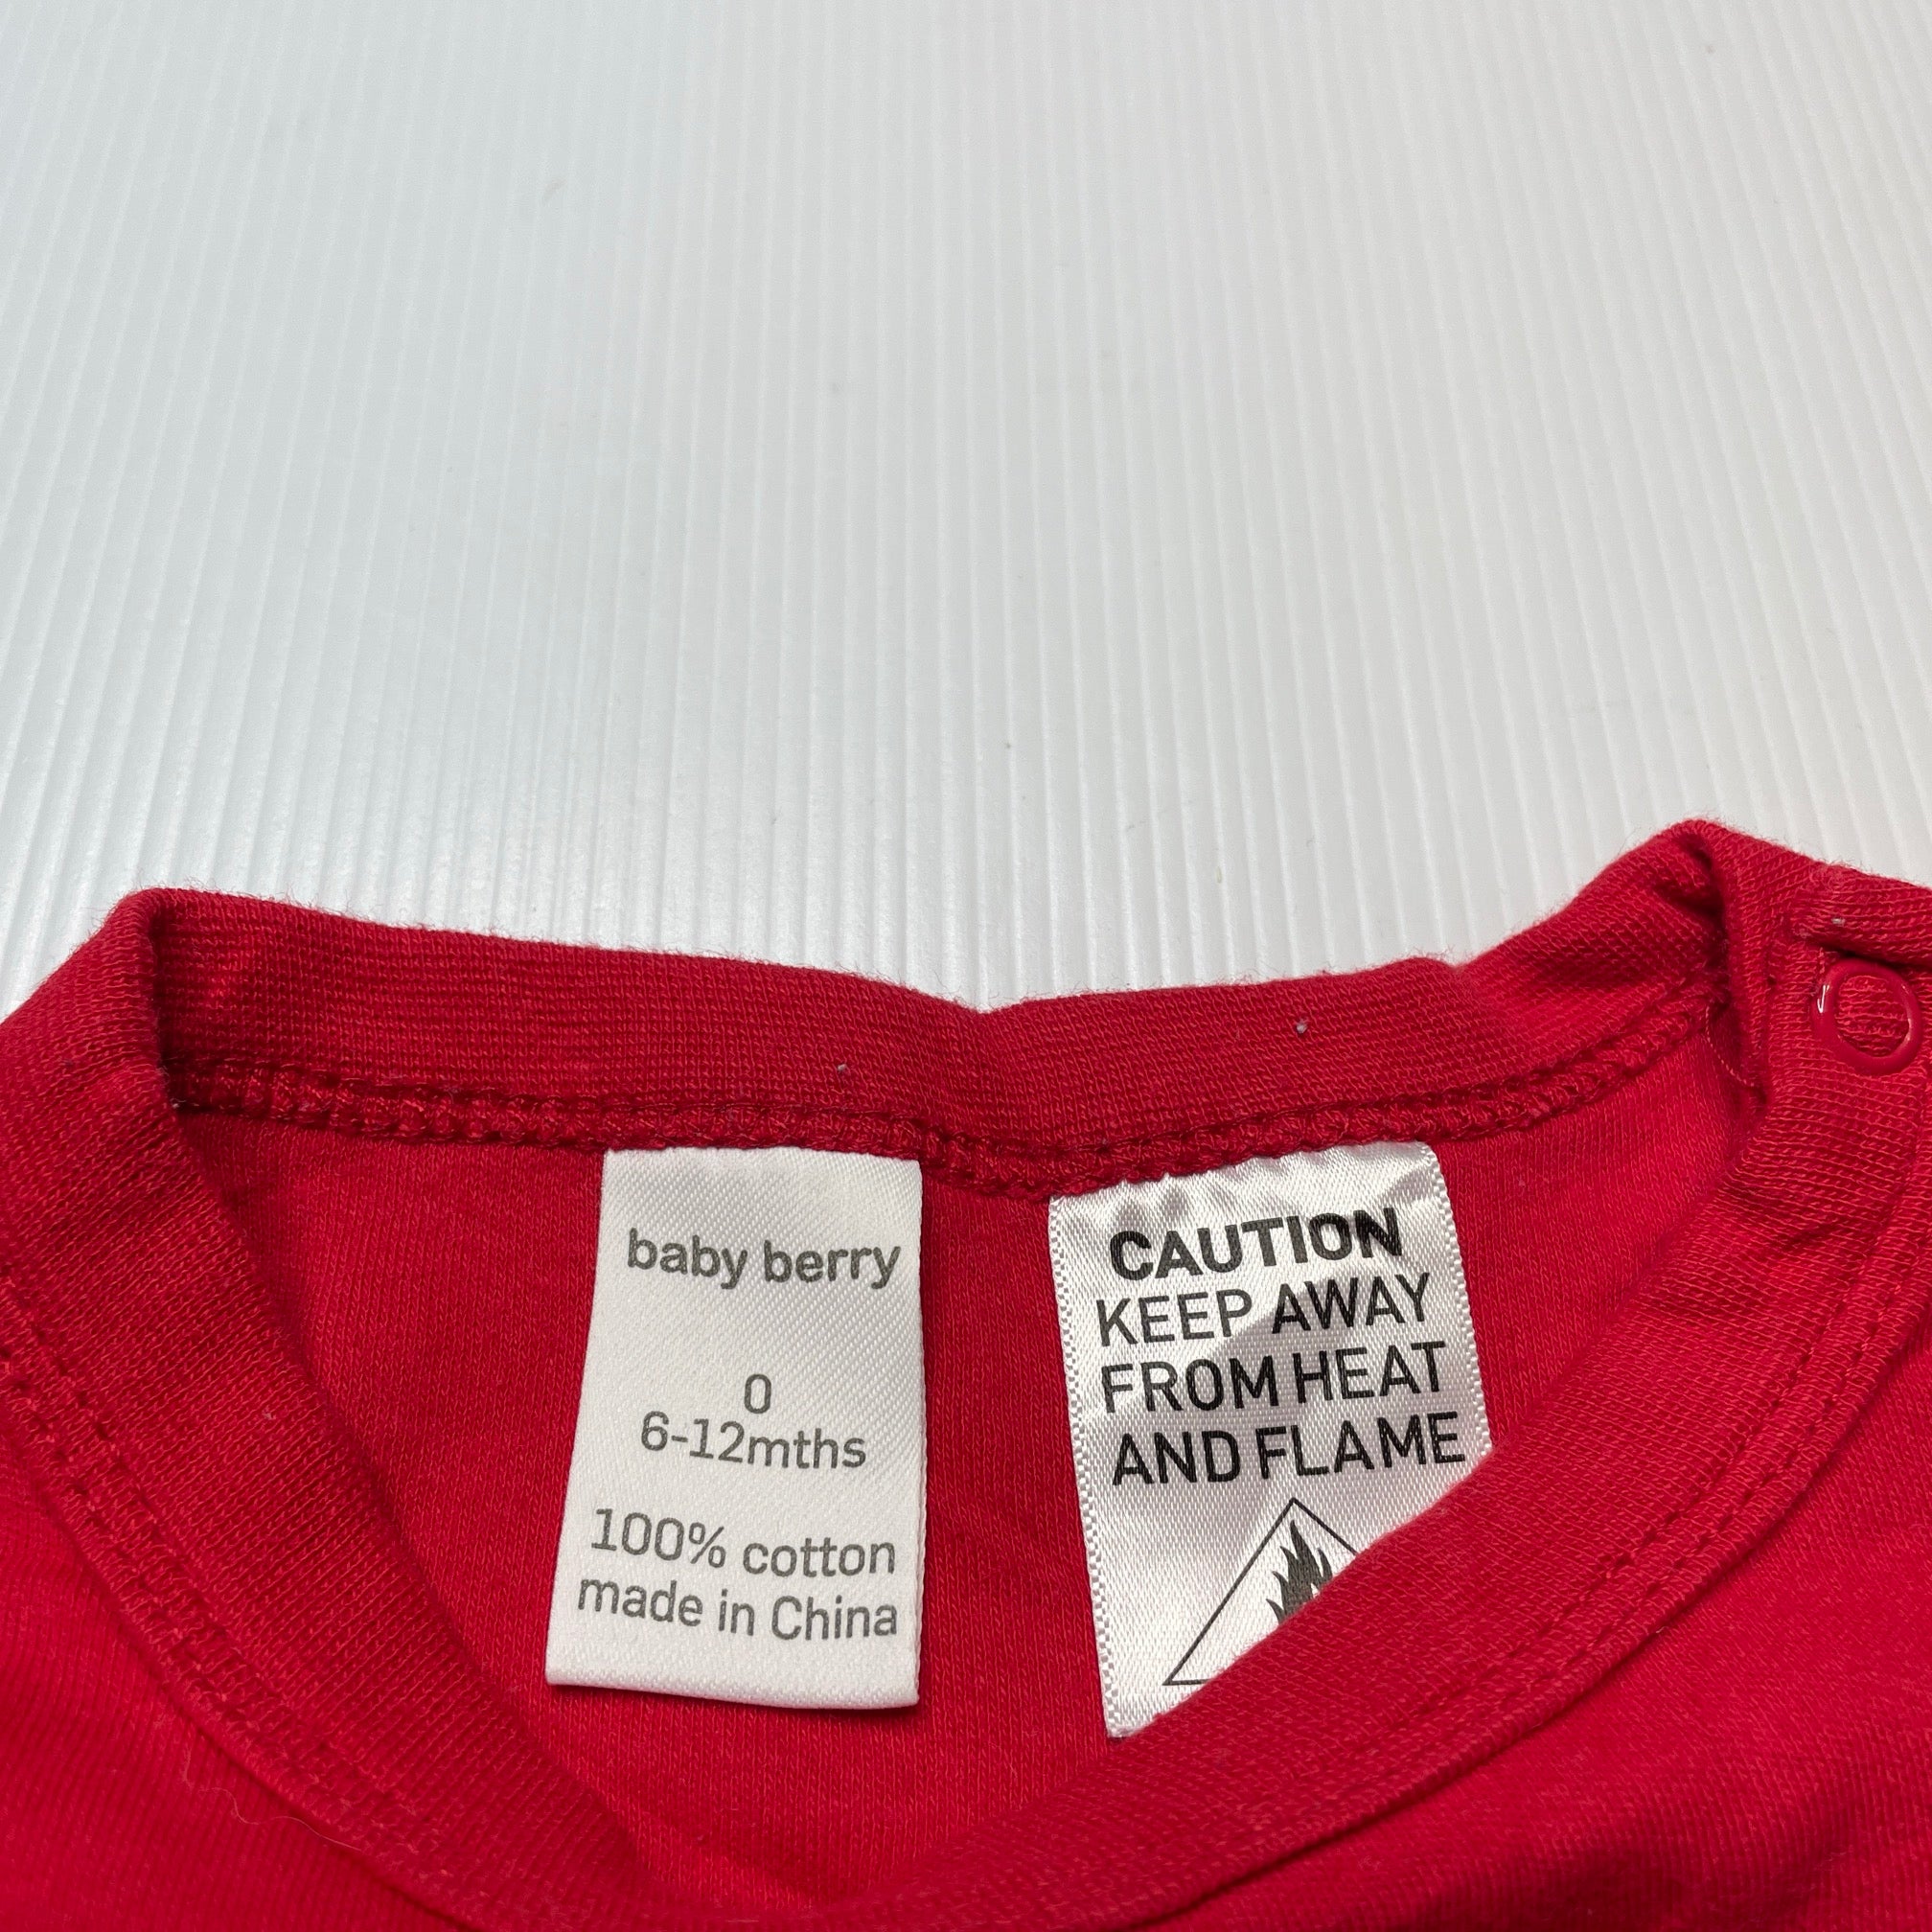 baby berry
0
6-12mths
100% cotton
made in China
CAUTION
KEEP AWAY
FROM HEAT
AND FLAME